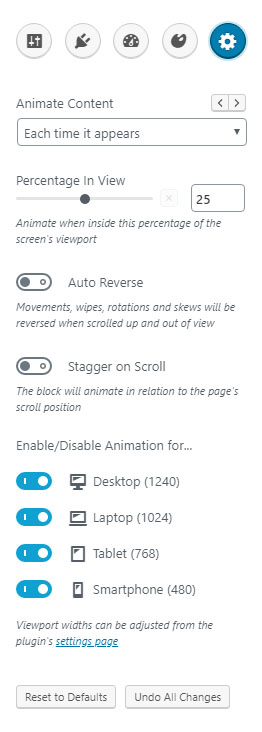 Animate Content
Each time it appears
Percentage In View
25
Animate when inside this percentage of the
screen's viewport
Auto Reverse
Movements, wipes, rotations and skews will be
reversed when scrolled up and out of view
Stagger on Scroll
The block will animate in relation to the page's
scroll position
Enable/Disable Animation for...
Desktop (1240)
Laptop (1024)
Tablet (768)
Smartphone (480)
Viewport widths can be adjusted from the
plugin's settings page
Reset to Defaults
Undo All Changes